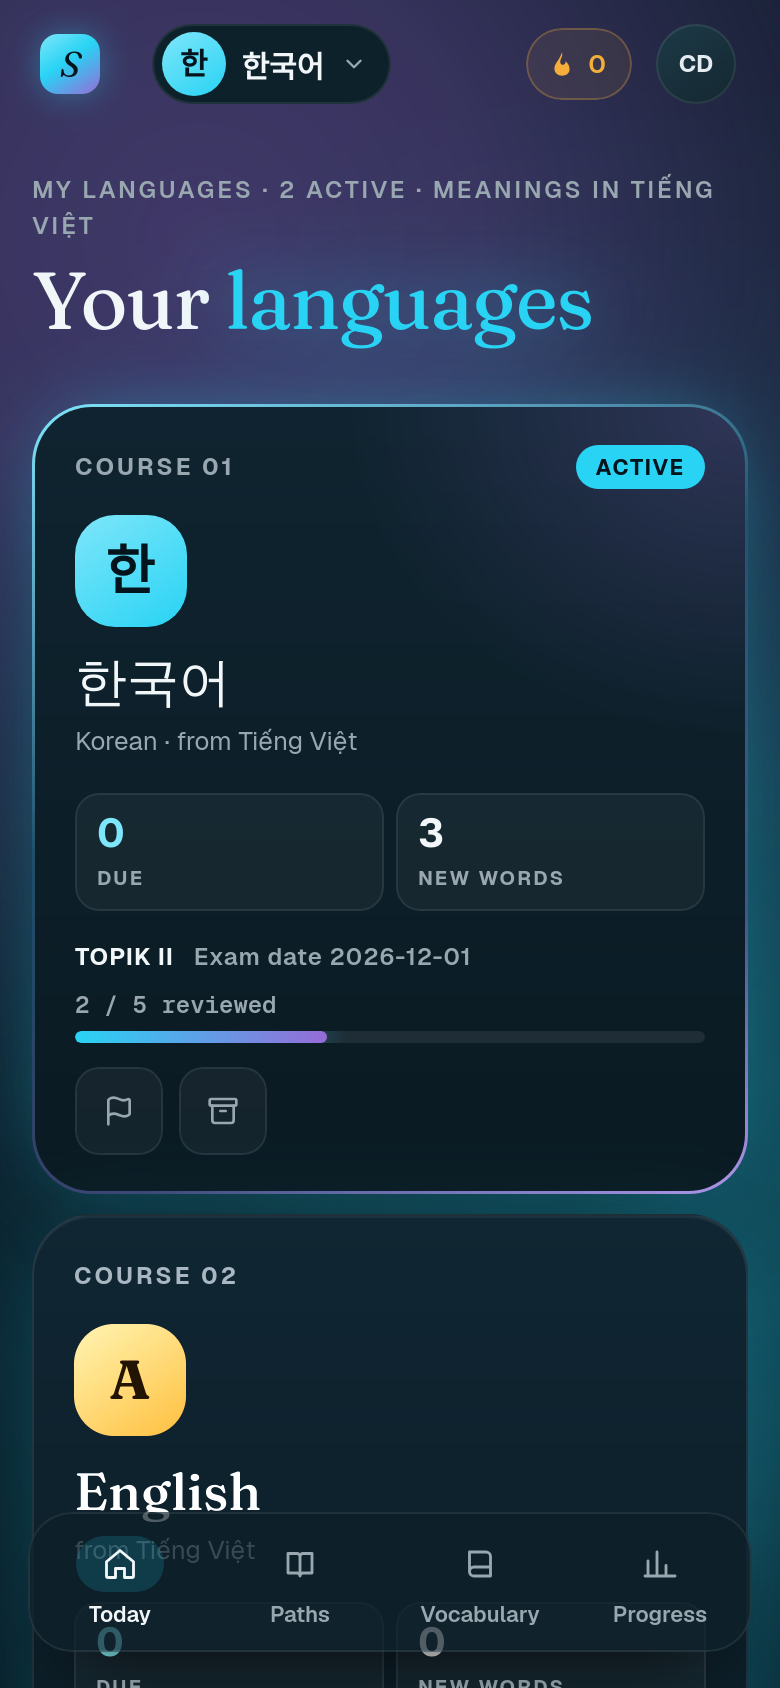 S
한 한국어
0
CD
MY LANGUAGES · 2 ACTIVE · MEANINGS IN TIẾNG
VIỆT
Your languages
COURSE 01
ACTIVE
한
한국어
Korean · from Tiếng Việt
0
DUE
3
NEW WORDS
TOPIK II Exam date 2026-12-01
2 / 5 reviewed
COURSE 02
A
English
from Tiếng Việt
Today
Paths
Vocabulary
Progress
0
DUE
0
NEW WORDS